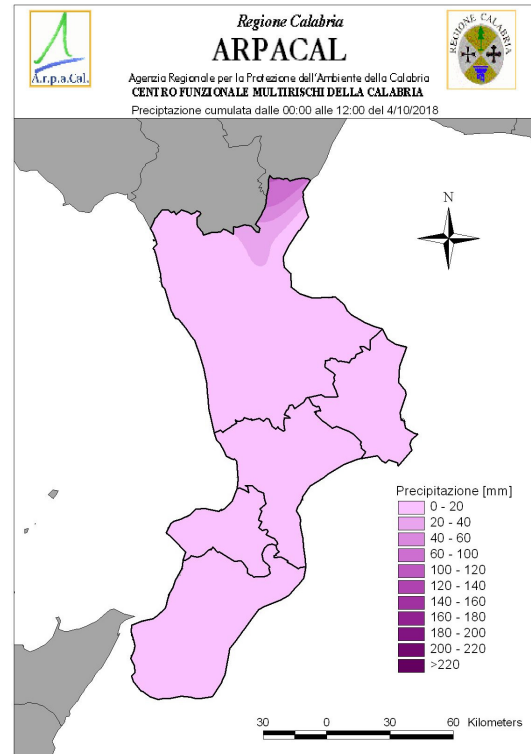 Regione Calabria
ARPACAL
Agenzia Regionale per la Protezione dell'Ambiente della Calabria
CENTRO FUNZIONALE MULTIRISCHI DELLA CALABRIA
Precipitazione cumulata dalle 00:00 alle 12:00 del 4/10/2018
A.r.p.a.Cal.
REGIONE CALABRIA
N
Precipitazione [mm]
0 - 20
20 - 40
40 - 60
60 - 100
100 - 120
120 - 140
140 - 160
160 - 180
180 - 200
200 - 220
>220
30 0 30 60 Kilometers